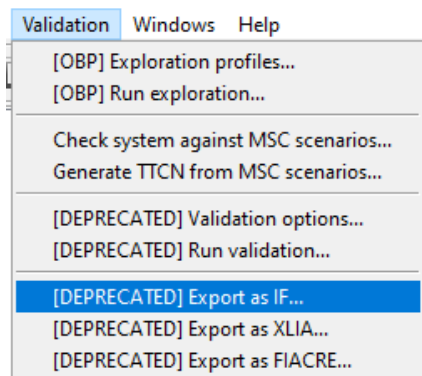 Validation Windows Help
[OBP] Exploration profiles...
[OBP] Run exploration...
Check system against MSC scenarios...
Generate TTCN from MSC scenarios...
[DEPRECATED] Validation options...
[DEPRECATED] Run validation...
[DEPRECATED] Export as IF...
[DEPRECATED] Export as XLIA...
[DEPRECATED] Export as FIACRE...